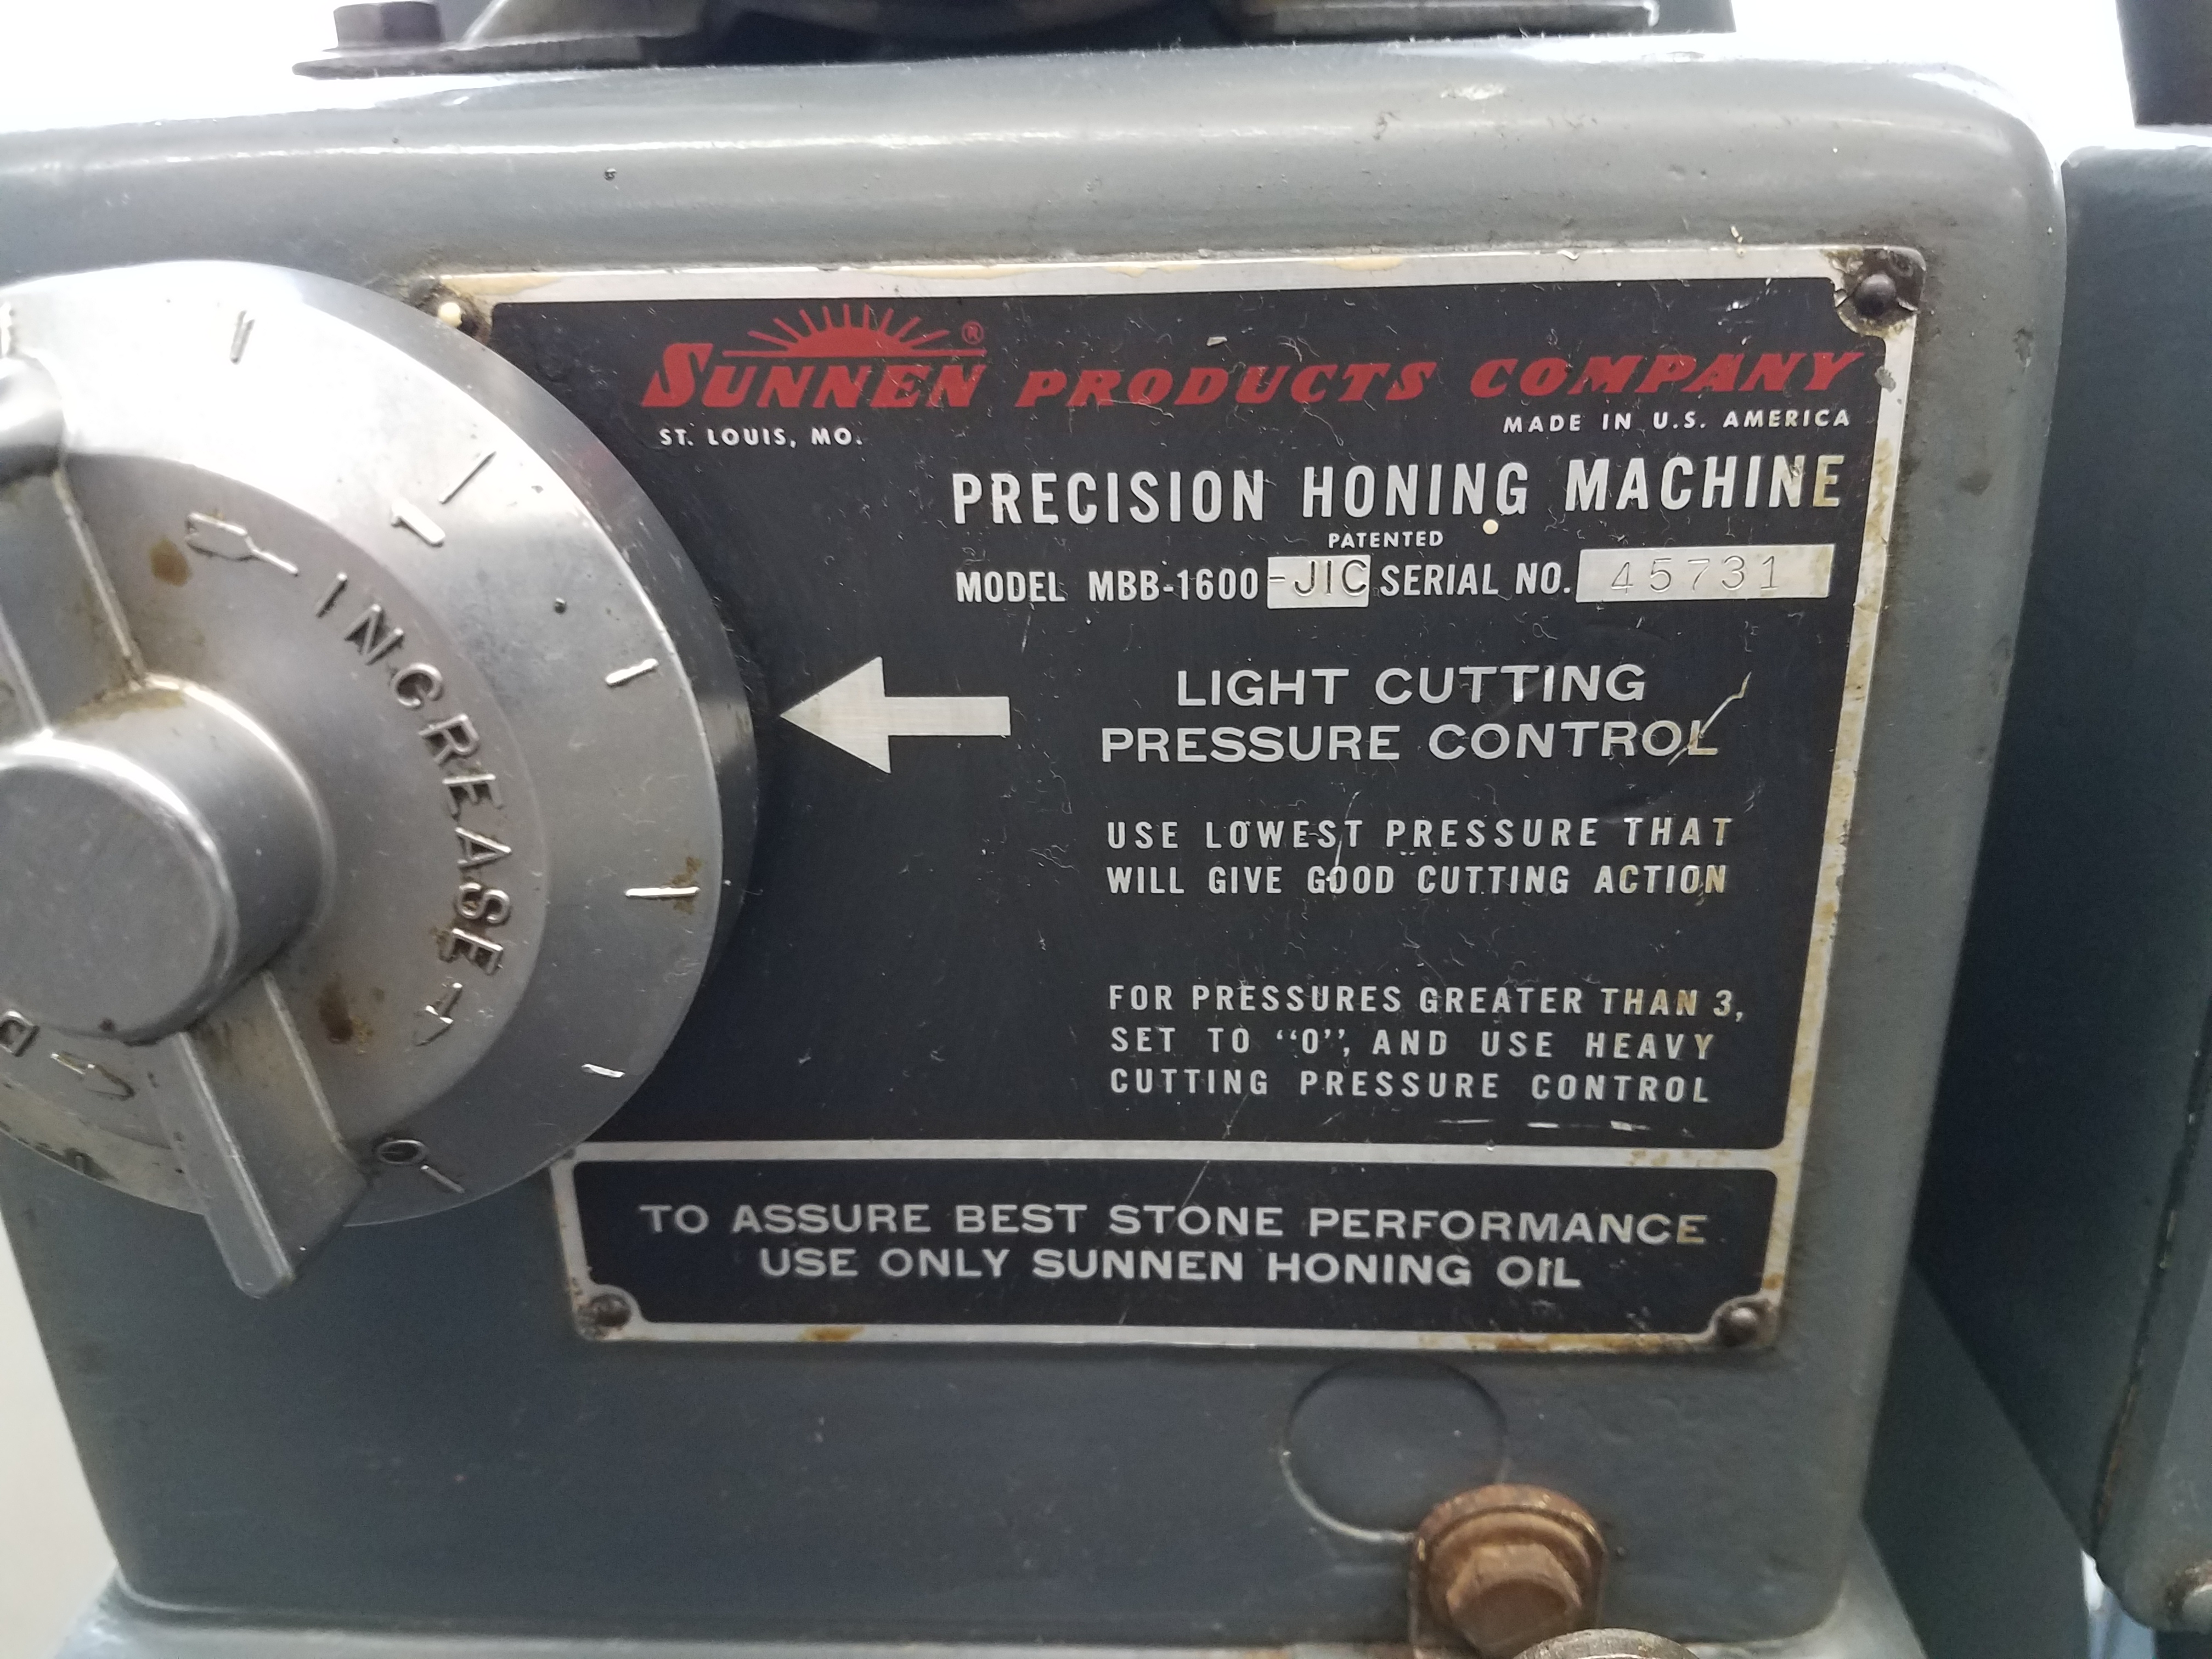 SUNNEN® PRODUCTS COMPANY
ST. LOUIS, MO.
MADE IN U.S. AMERICA
PRECISION HONING MACHINE
PATENTED
MODEL MBB-1600 -JIC SERIAL NO. 45731
LIGHT CUTTING
PRESSURE CONTROL
USE LOWEST PRESSURE THAT
WILL GIVE GOOD CUTTING ACTION
FOR PRESSURES GREATER THAN 3,
SET TO “0”, AND USE HEAVY
CUTTING PRESSURE CONTROL
TO ASSURE BEST STONE PERFORMANCE
USE ONLY SUNNEN HONING OIL
1
INCREASE
0